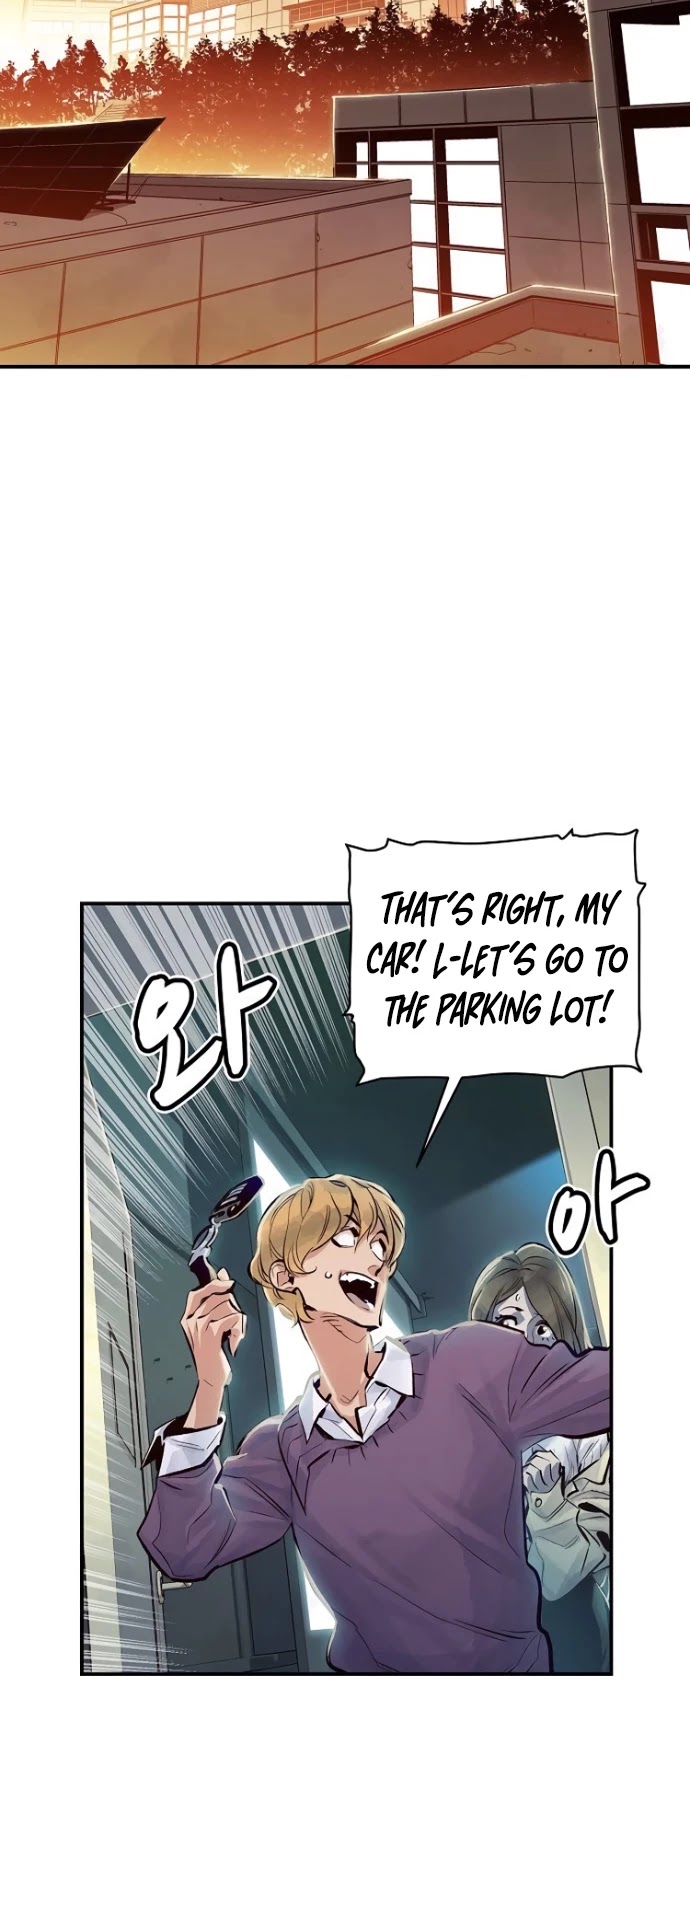 THAT'S RIGHT, MY
CAR! L-LET'S GO TO
THE PARKING LOT!
와
아